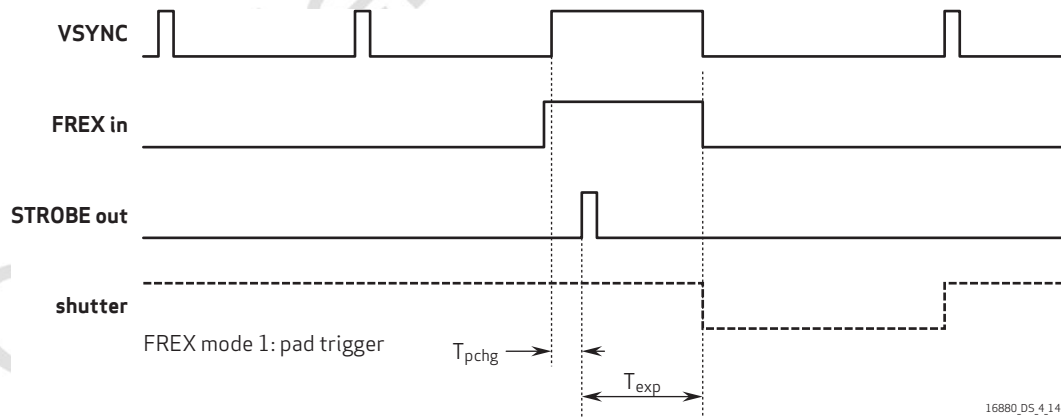 VSYNC
FREX in
STROBE out
shutter
FREX mode 1: pad trigger
Tpchg
Texp
16880_DS_4_14